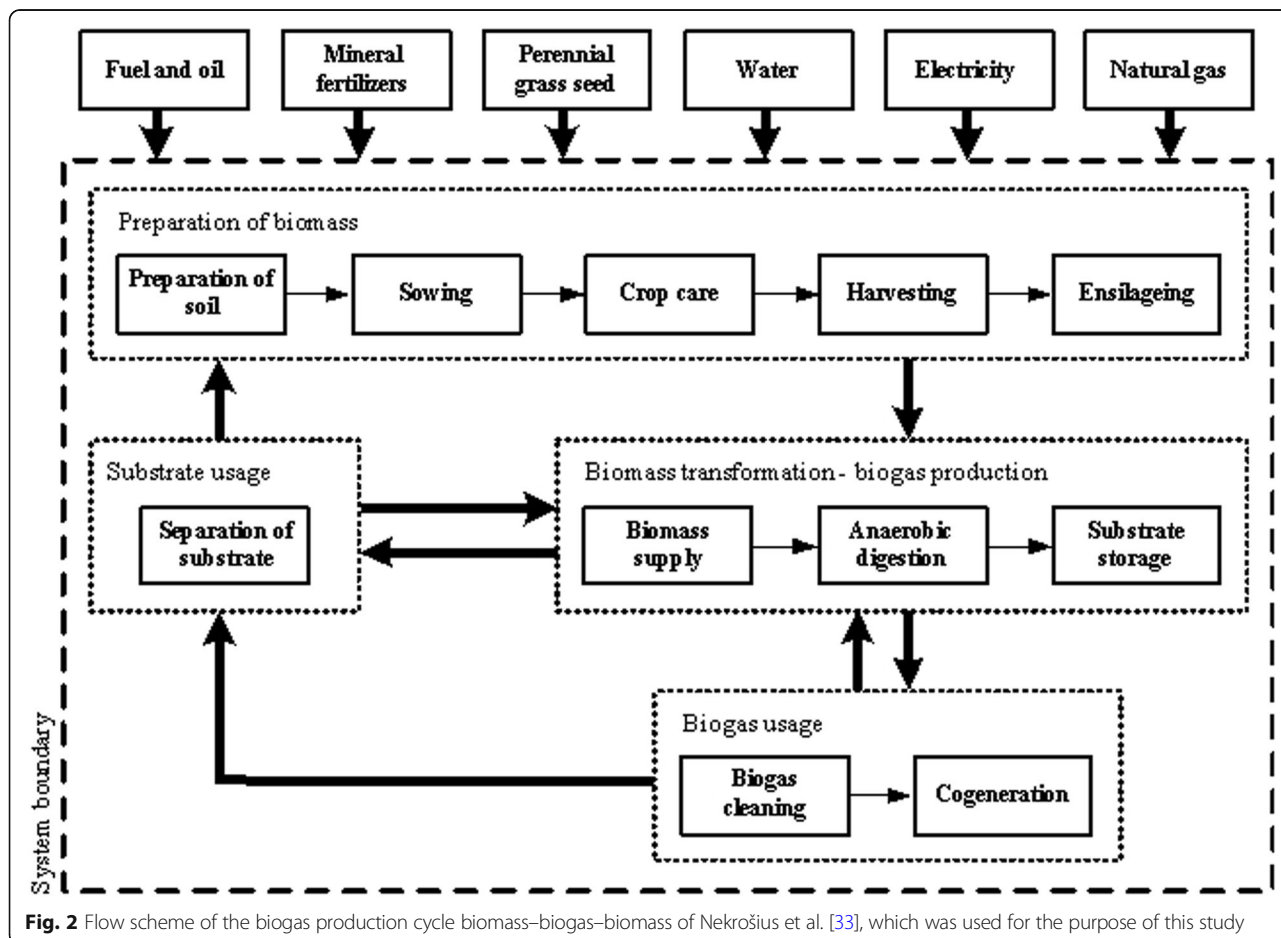 Fuel and oil
Mineral
fertilizers
Perennial
grass seed
Water
Electricity
Natural gas
Preparation of biomass
Preparation of
soil
Sowing
Crop care
Harvesting
Ensilageing
Substrate usage
Separation of
substrate
Biomass transformation- biogas production
Biomass
supply
Anaerobic
digestion
Substrate
storage
Biogas usage
Biogas
cleaning
Cogeneration
System boundary
Fig. 2 Flow scheme of the biogas production cycle biomass–biogas–biomass of Nekrošius et al. [33], which was used for the purpose of this study